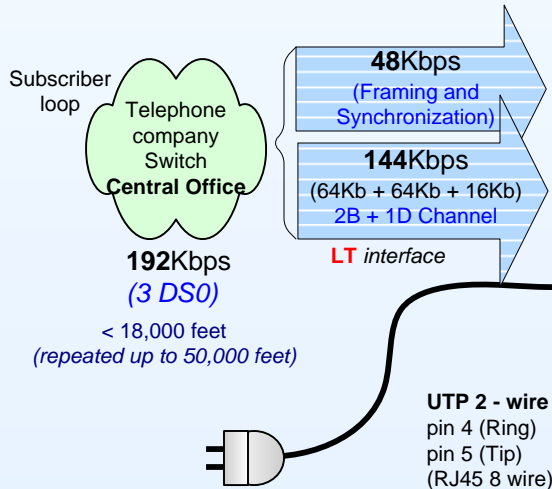 48Kbps
(Framing and
Synchronization)
Subscriber
loop
Telephone
company
Switch
Central Office
144Kbps
(64Kb + 64Kb + 16Kb)
2B + 1D Channel
LT interface
192Kbps
(3 DS0)
< 18,000 feet
(repeated up to 50,000 feet)
UTP 2 - wire
pin 4 (Ring)
pin 5 (Tip)
(RJ45 8 wire)